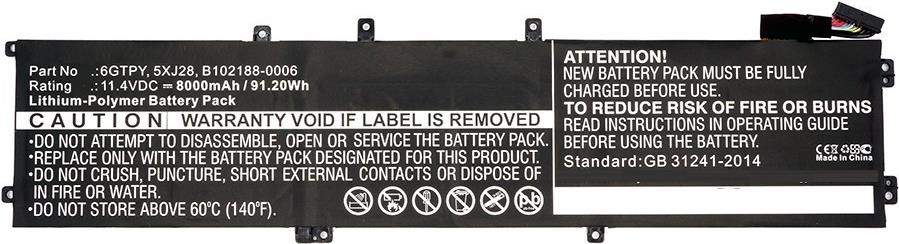 Part No .:6GTPY, 5XJ28, B102188-0006
Rating .:11.4VDC ⎓ 8000mAh / 91.20Wh
Lithium-Polymer Battery Pack
CAUTION WARRANTY VOID IF LABEL IS REMOVED
•DO NOT ATTEMPT TO DISASSEMBLE, OPEN OR SERVICE THE BATTERY PACK.
•REPLACE ONLY WITH THE BATTERY PACK DESIGNATED FOR THIS PRODUCT.
•DO NOT CRUSH, PUNCTURE, SHORT EXTERNAL CONTACTS OR DISPOSE OF
IN FIRE OR WATER.
•DO NOT STORE ABOVE 60°C (140°F).
ATTENTION!
NEW BATTERY PACK MUST BE FULLY
CHARGED BEFORE USE.
TO REDUCE RISK OF FIRE OR BURNS
READ INSTRUCTIONS IN OPERATING GUIDE
BEFORE USING BATTERY PACK.
Standard:GB 31241-2014
CE
Made In China